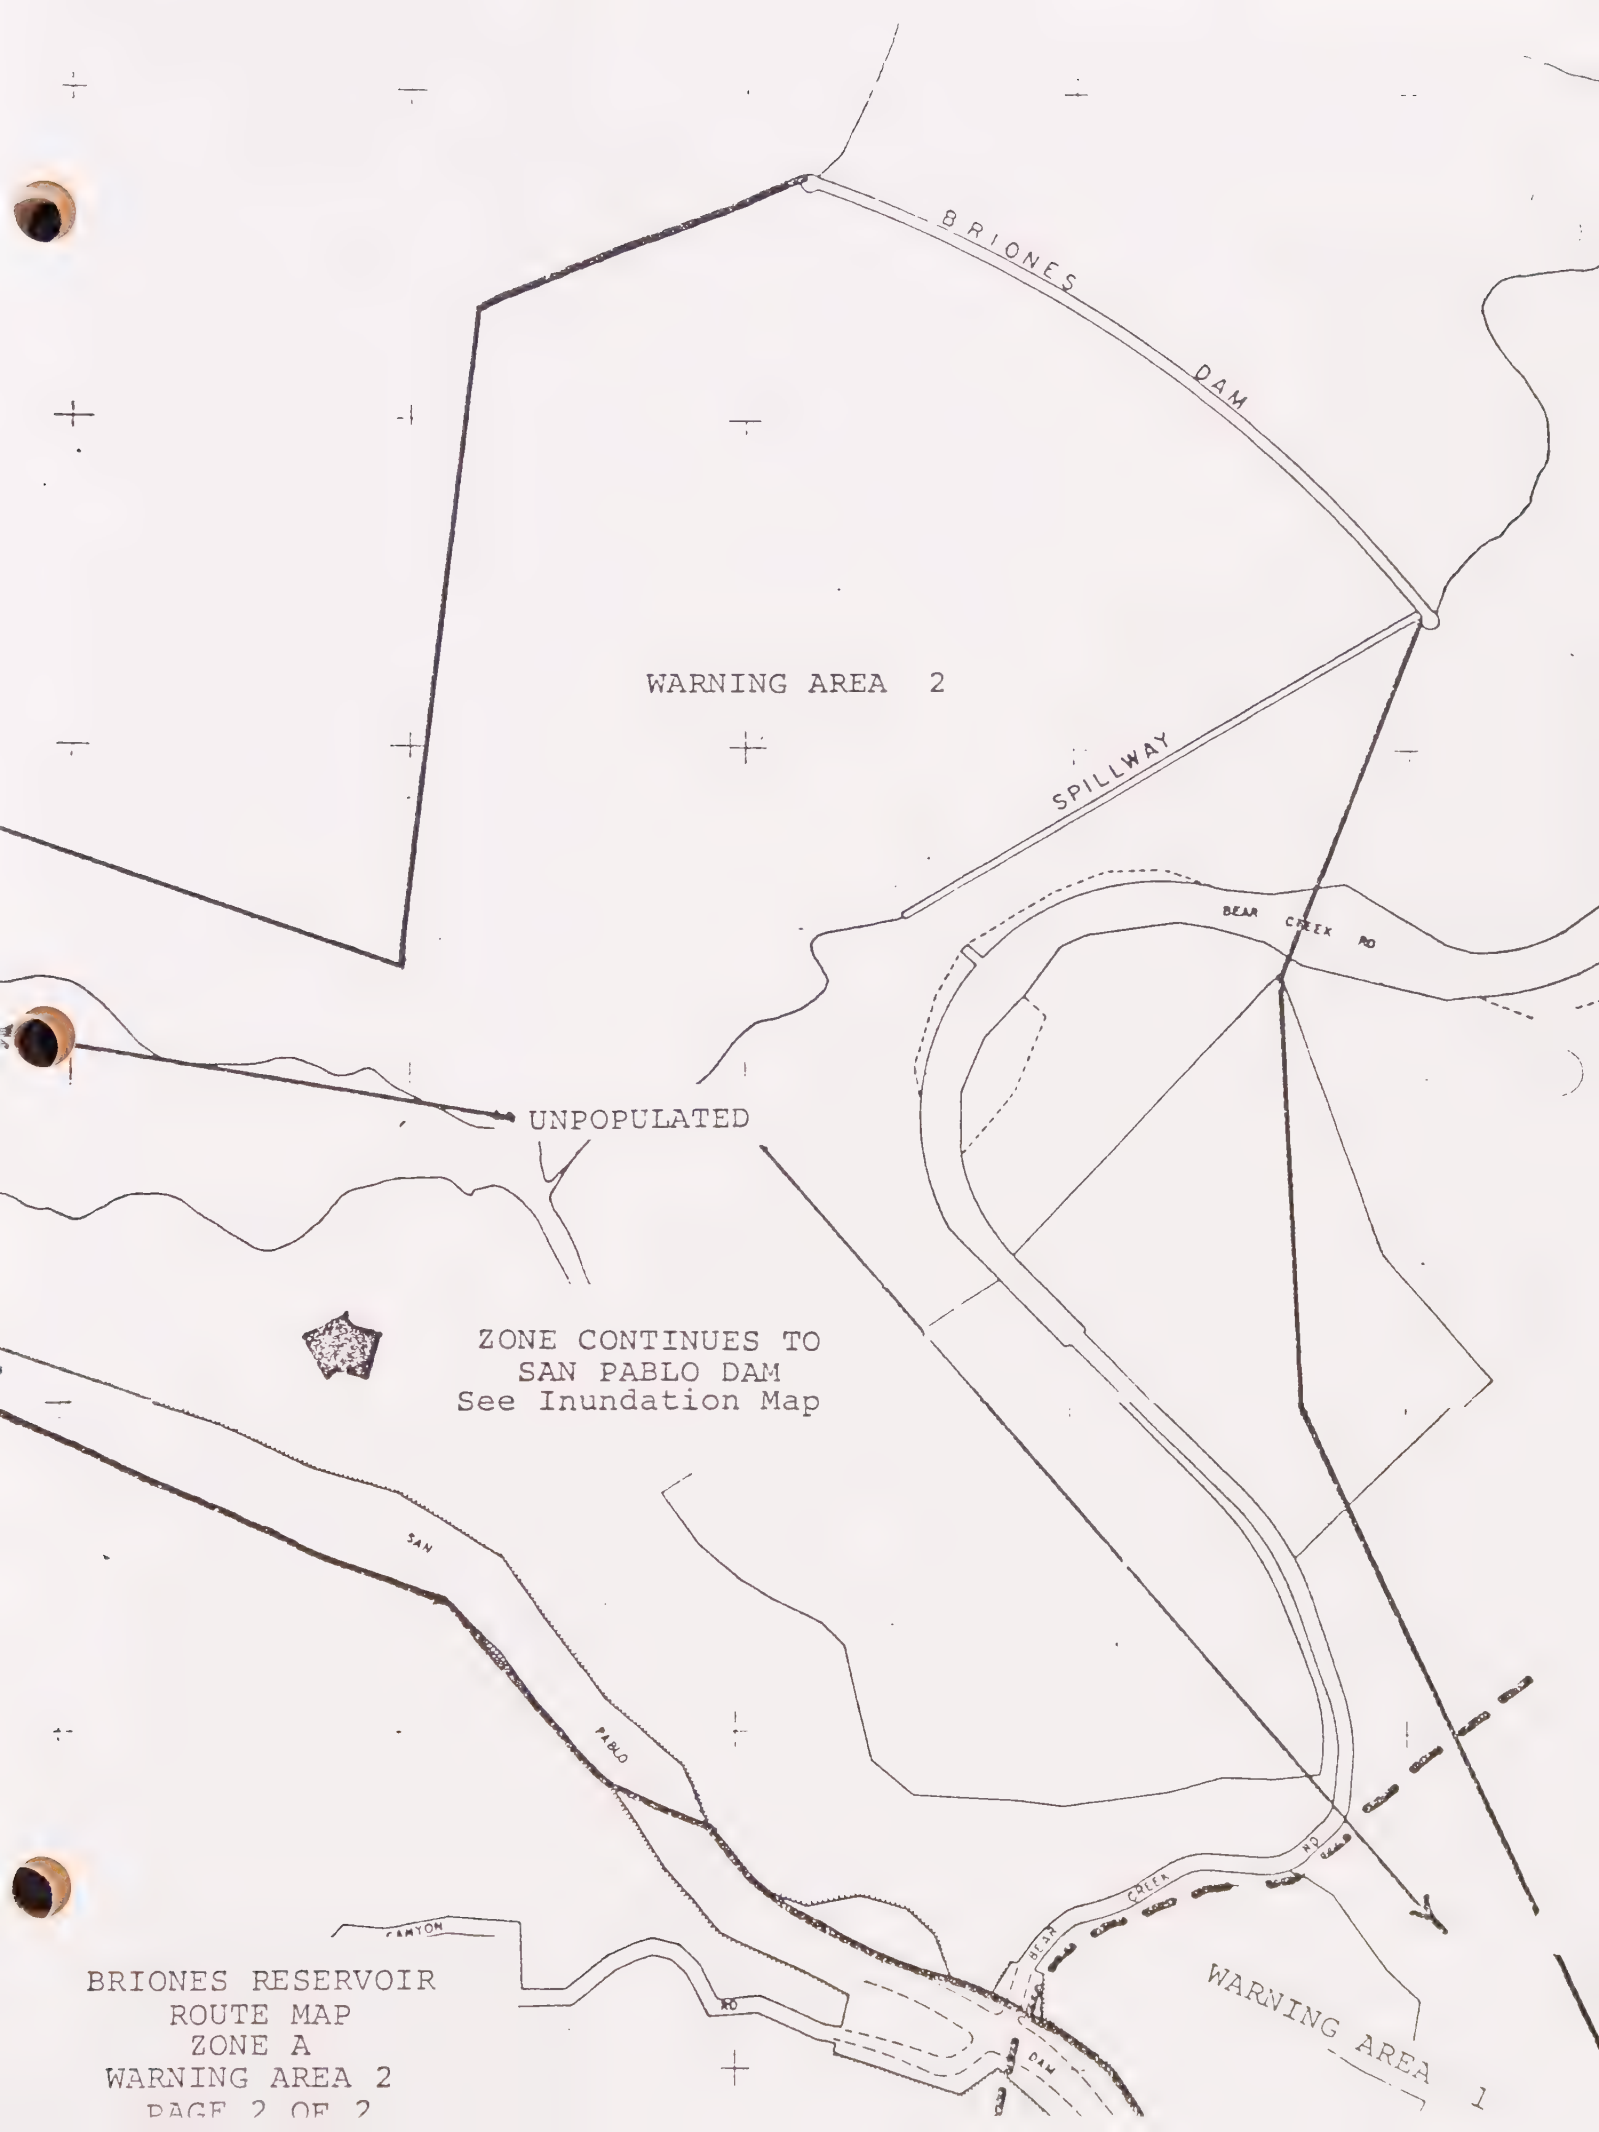 BRIONES
DAM
WARNING AREA 2
SPILLWAY
BEAR CREEK RD
UNPOPULATED
ZONE CONTINUES TO
SAN PABLO DAM
See Inundation Map
SAN
PABLO
BEAR CREEK RD
CANYON
RD
DAM
WARNING AREA 1
BRIONES RESERVOIR
ROUTE MAP
ZONE A
WARNING AREA 2
PAGE 2 OF 2